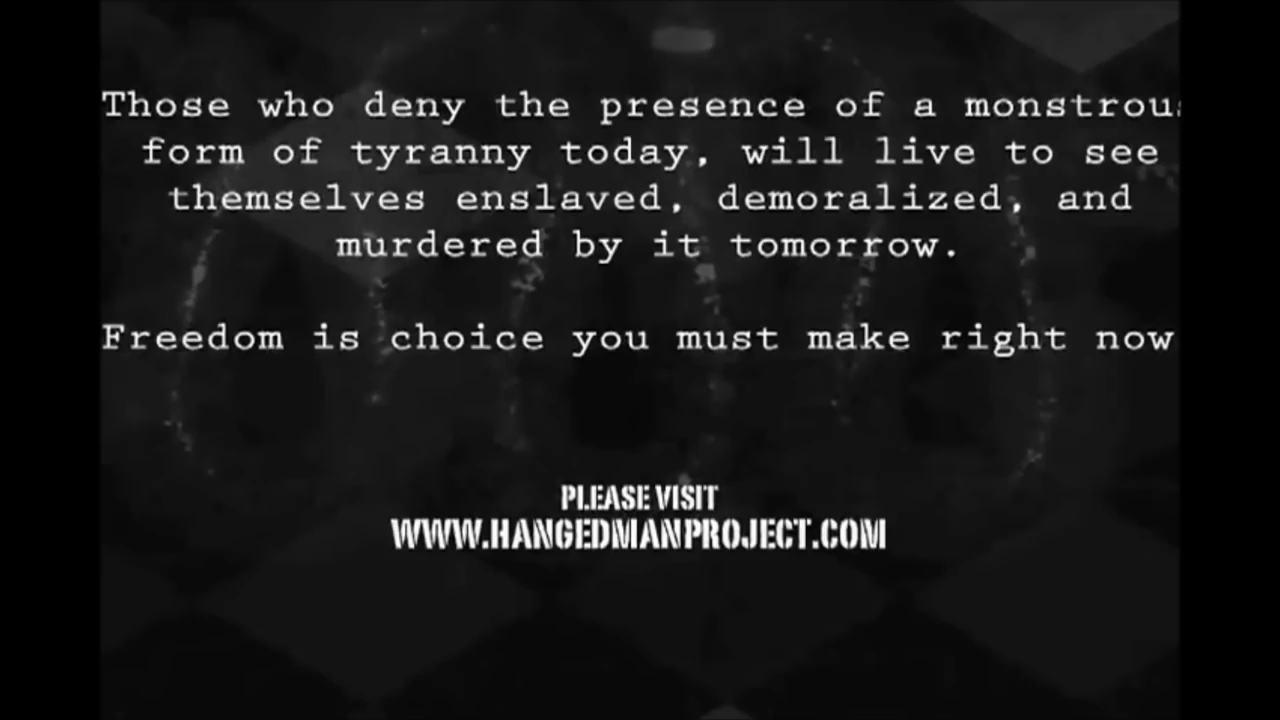 Those who deny the presence of a monstrous
form of tyranny today, will live to see
themselves enslaved, demoralized, and
murdered by it tomorrow.
Freedom is choice you must make right now
PLEASE VISIT
WWW.HANGEDMANPROJECT.COM